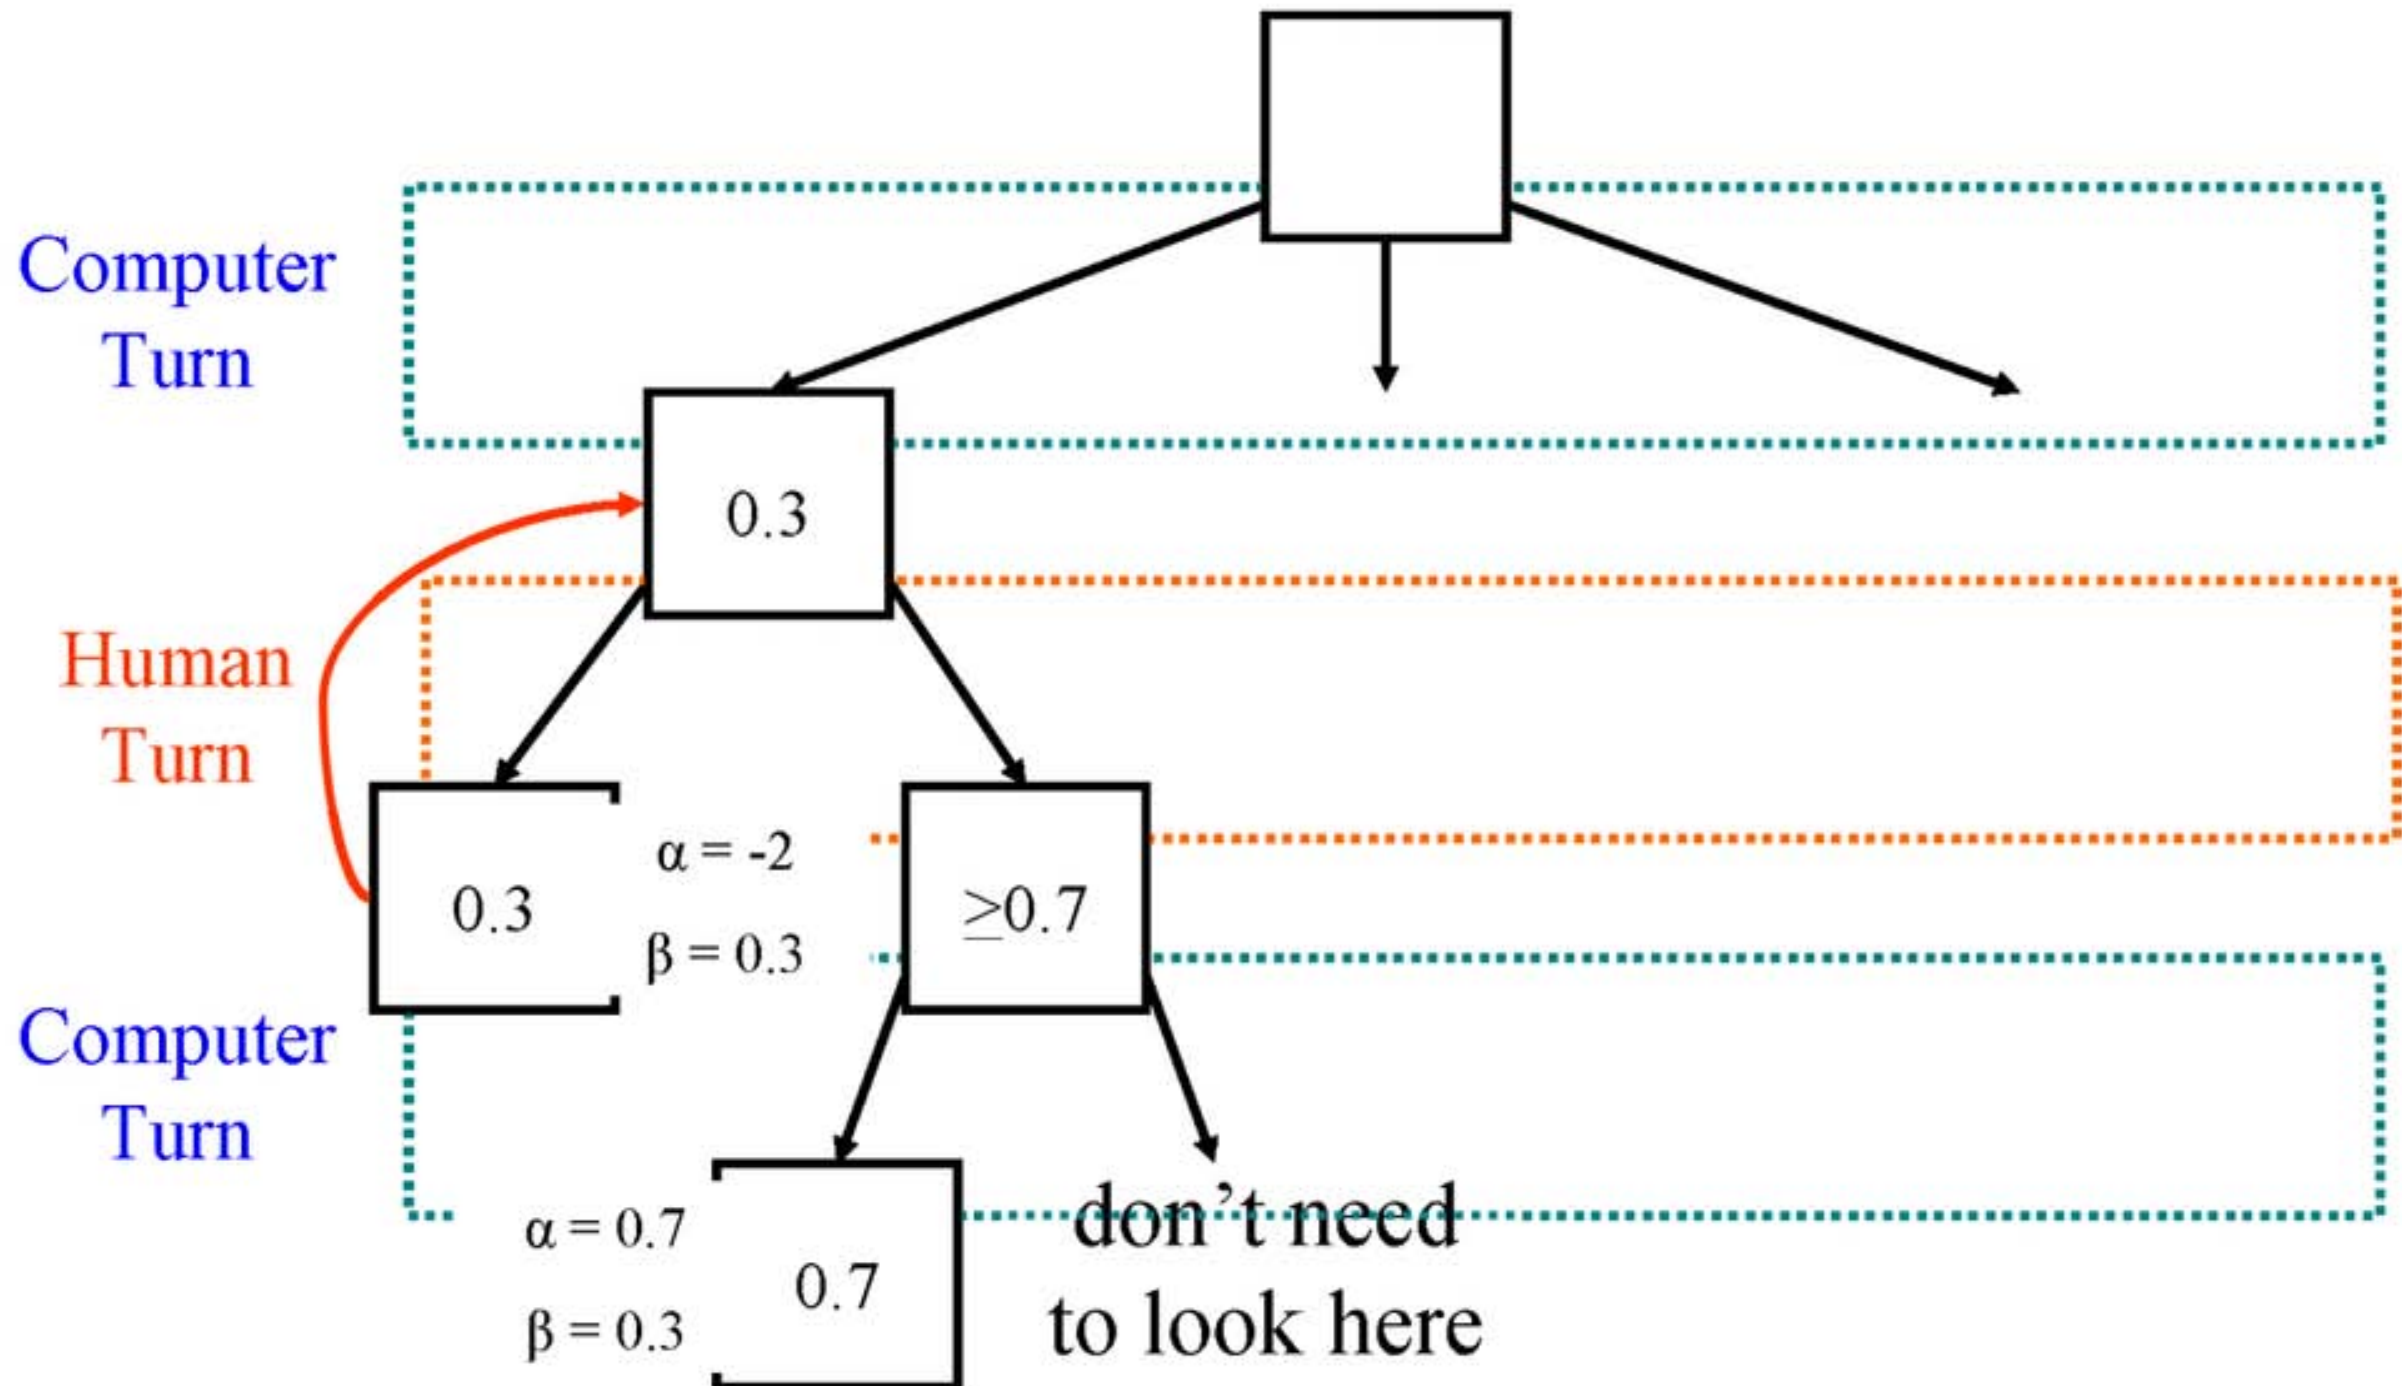 Computer
Turn
0.3
Human
Turn
0.3
α = -2
β = 0.3
≥0.7
Computer
Turn
α = 0.7
β = 0.3
0.7
don’t need
to look here